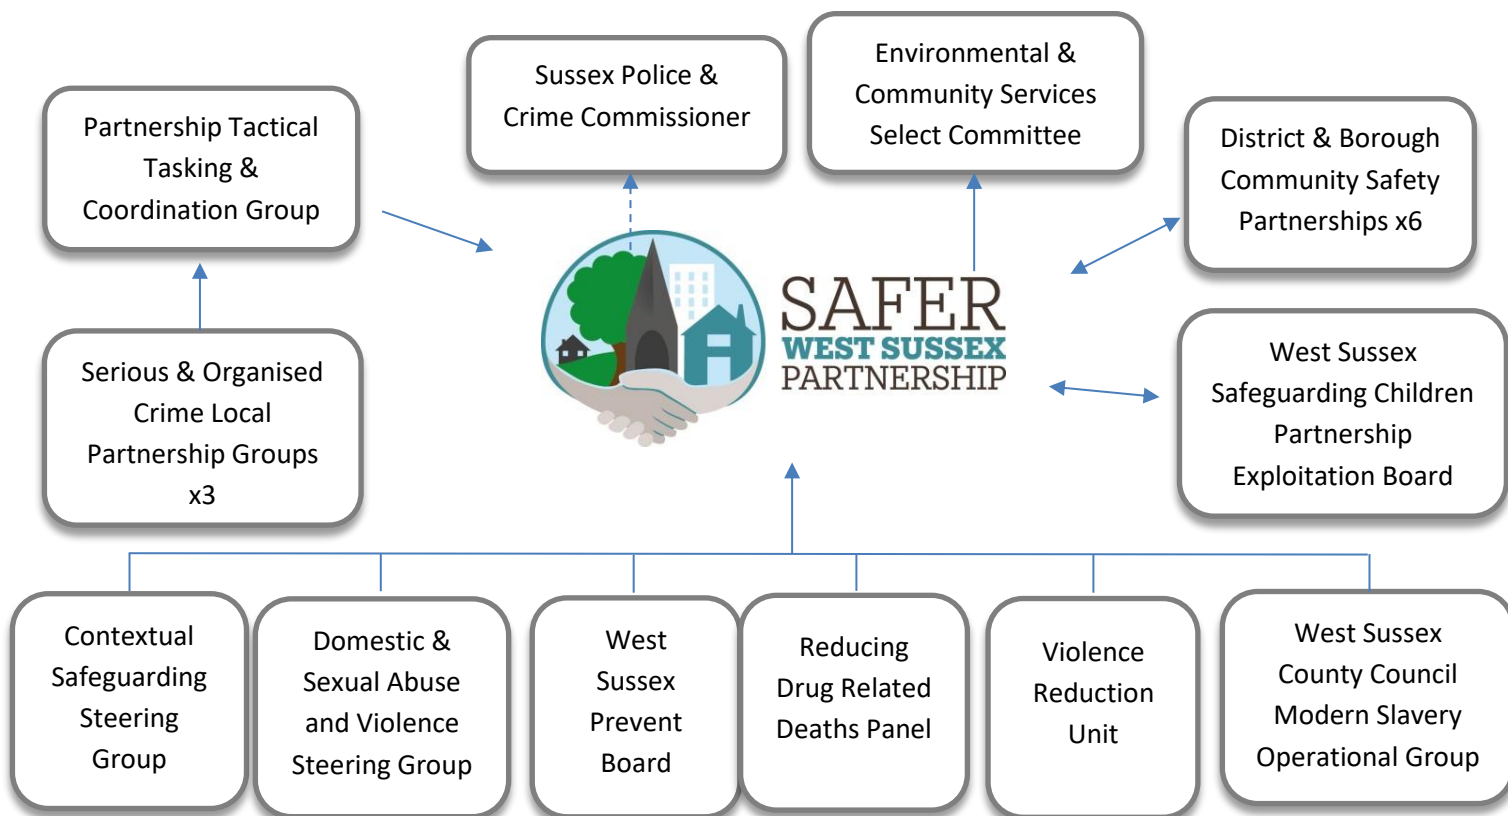 Sussex Police &
Crime Commissioner
Environmental &
Community Services
Select Committee
Partnership Tactical
Tasking &
Coordination Group
District & Borough
Community Safety
Partnerships x6
SAFER
WEST SUSSEX
PARTNERSHIP
Serious & Organised
Crime Local
Partnership Groups
x3
West Sussex
Safeguarding Children
Partnership
Exploitation Board
Contextual
Safeguarding
Steering
Group
Domestic &
Sexual Abuse
and Violence
Steering Group
West
Sussex
Prevent
Board
Reducing
Drug Related
Deaths Panel
Violence
Reduction
Unit
West Sussex
County Council
Modern Slavery
Operational Group